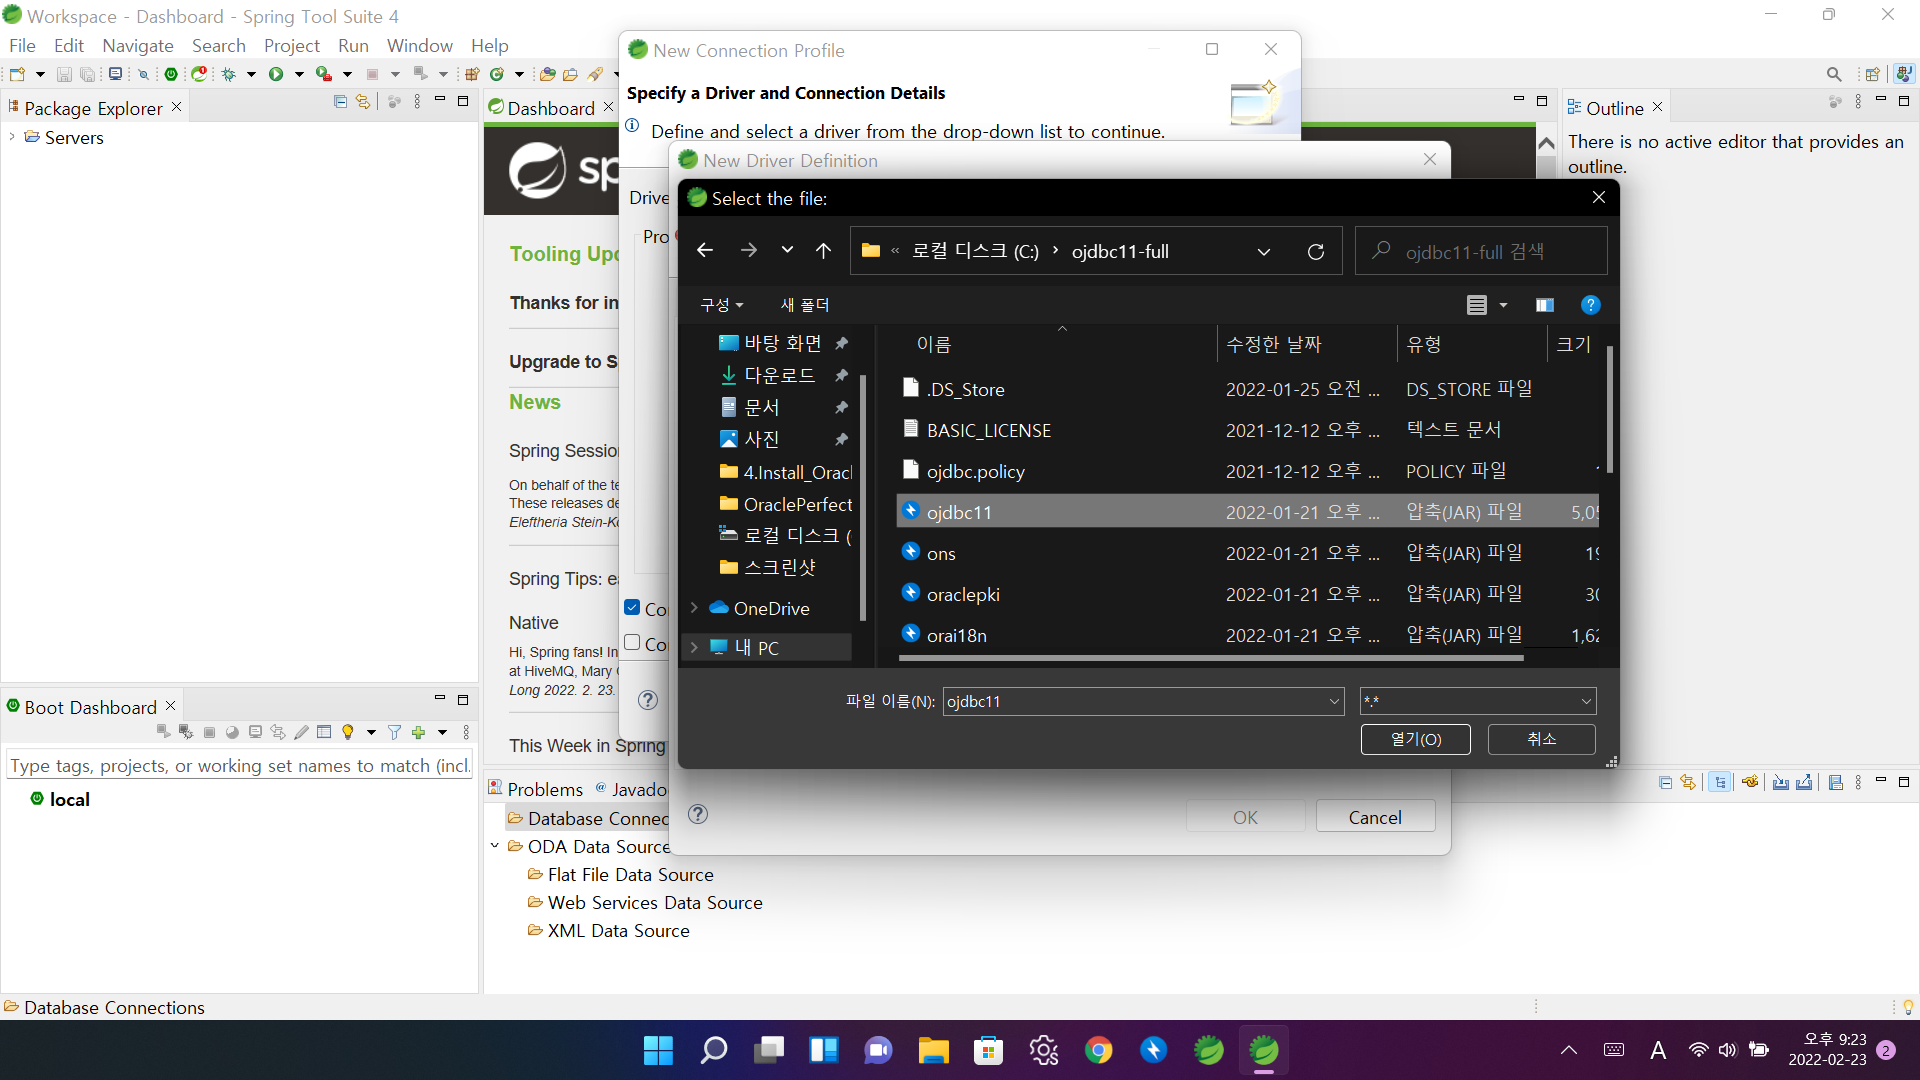 Workspace - Dashboard - Spring Tool Suite 4
File Edit Navigate Search Project Run Window Help
Package Explorer
Servers
Dashboard
Tooling Upd
Thanks for in
Upgrade to S
News
Spring Sessio
On behalf of the te
These releases de
Eleftheria Stein-Ko
Spring Tips: ea
Native
Hi, Spring fans! In
at HiveMQ, Mary
Long 2022. 2. 23.
This Week in Spring
New Connection Profile
Specify a Driver and Connection Details
Define and select a driver from the drop-down list to continue.
Drive
Pro
Co
Co
New Driver Definition
OK
Cancel
Select the file:
« 로컬 디스크 (C:) › ojdbc11-full
ojdbc11-full 검색
구성
새 폴더
바탕 화면
다운로드
문서
사진
4.Install_Oracl
OraclePerfect
로컬 디스크 (
스크린샷
OneDrive
내 PC
이름 수정한 날짜 유형 크기
.DS_Store 2022-01-25 오전 ... DS_STORE 파일
BASIC_LICENSE 2021-12-12 오후 ... 텍스트 문서
ojdbc.policy 2021-12-12 오후 ... POLICY 파일
ojdbc11 2022-01-21 오후 ... 압축(JAR) 파일 5,05
ons 2022-01-21 오후 ... 압축(JAR) 파일 19
oraclepki 2022-01-21 오후 ... 압축(JAR) 파일 30
orai18n 2022-01-21 오후 ... 압축(JAR) 파일 1,62
파일 이름(N): ojdbc11
*.*
열기(O)
취소
Outline
There is no active editor that provides an
outline.
Boot Dashboard
Type tags, projects, or working set names to match (incl.
local
Problems @ Javado
Database Connec
ODA Data Source
Flat File Data Source
Web Services Data Source
XML Data Source
Database Connections
A
오후 9:23
2022-02-23
2